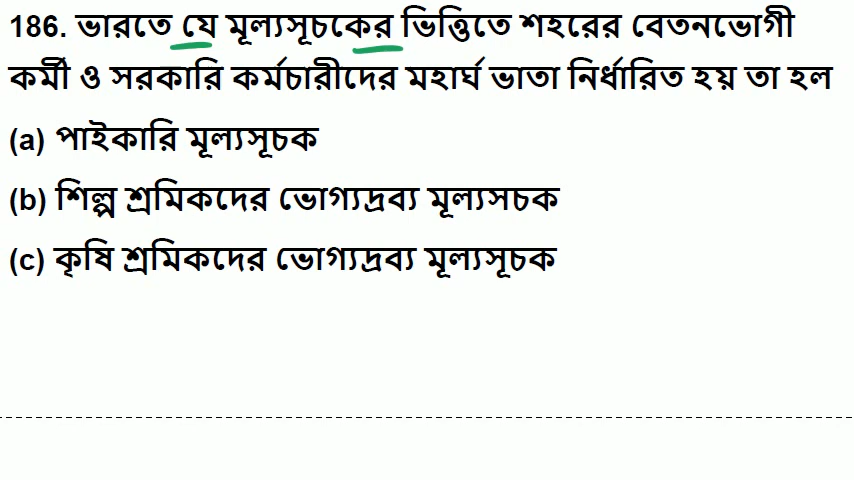 186. ভারতে যে মূল্যসূচকের ভিত্তিতে শহরের বেতনভোগী
কর্মী ও সরকারি কর্মচারীদের মহার্ঘ ভাতা নির্ধারিত হয় তা হল
(a) পাইকারি মূল্যসূচক
(b) শিল্প শ্রমিকদের ভোগ্যদ্রব্য মূল্যসচক
(c) কৃষি শ্রমিকদের ভোগ্যদ্রব্য মূল্যসূচক